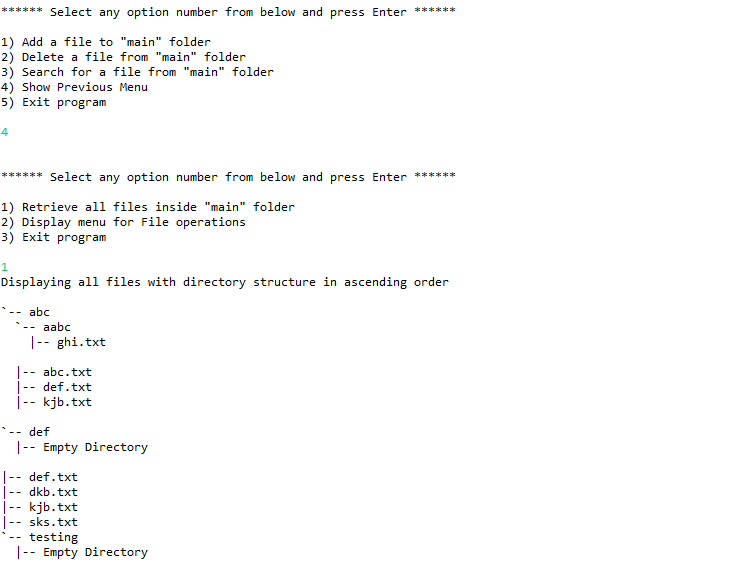 ****** Select any option number from below and press Enter ******
1) Add a file to "main" folder
2) Delete a file from "main" folder
3) Search for a file from "main" folder
4) Show Previous Menu
5) Exit program
4
****** Select any option number from below and press Enter ******
1) Retrieve all files inside "main" folder
2) Display menu for File operations
3) Exit program
1
Displaying all files with directory structure in ascending order
`-- abc
  `-- aabc
    |-- ghi.txt
  |-- abc.txt
  |-- def.txt
  |-- kjb.txt
`-- def
  |-- Empty Directory
|-- def.txt
|-- dkb.txt
|-- kjb.txt
|-- sks.txt
`-- testing
  |-- Empty Directory